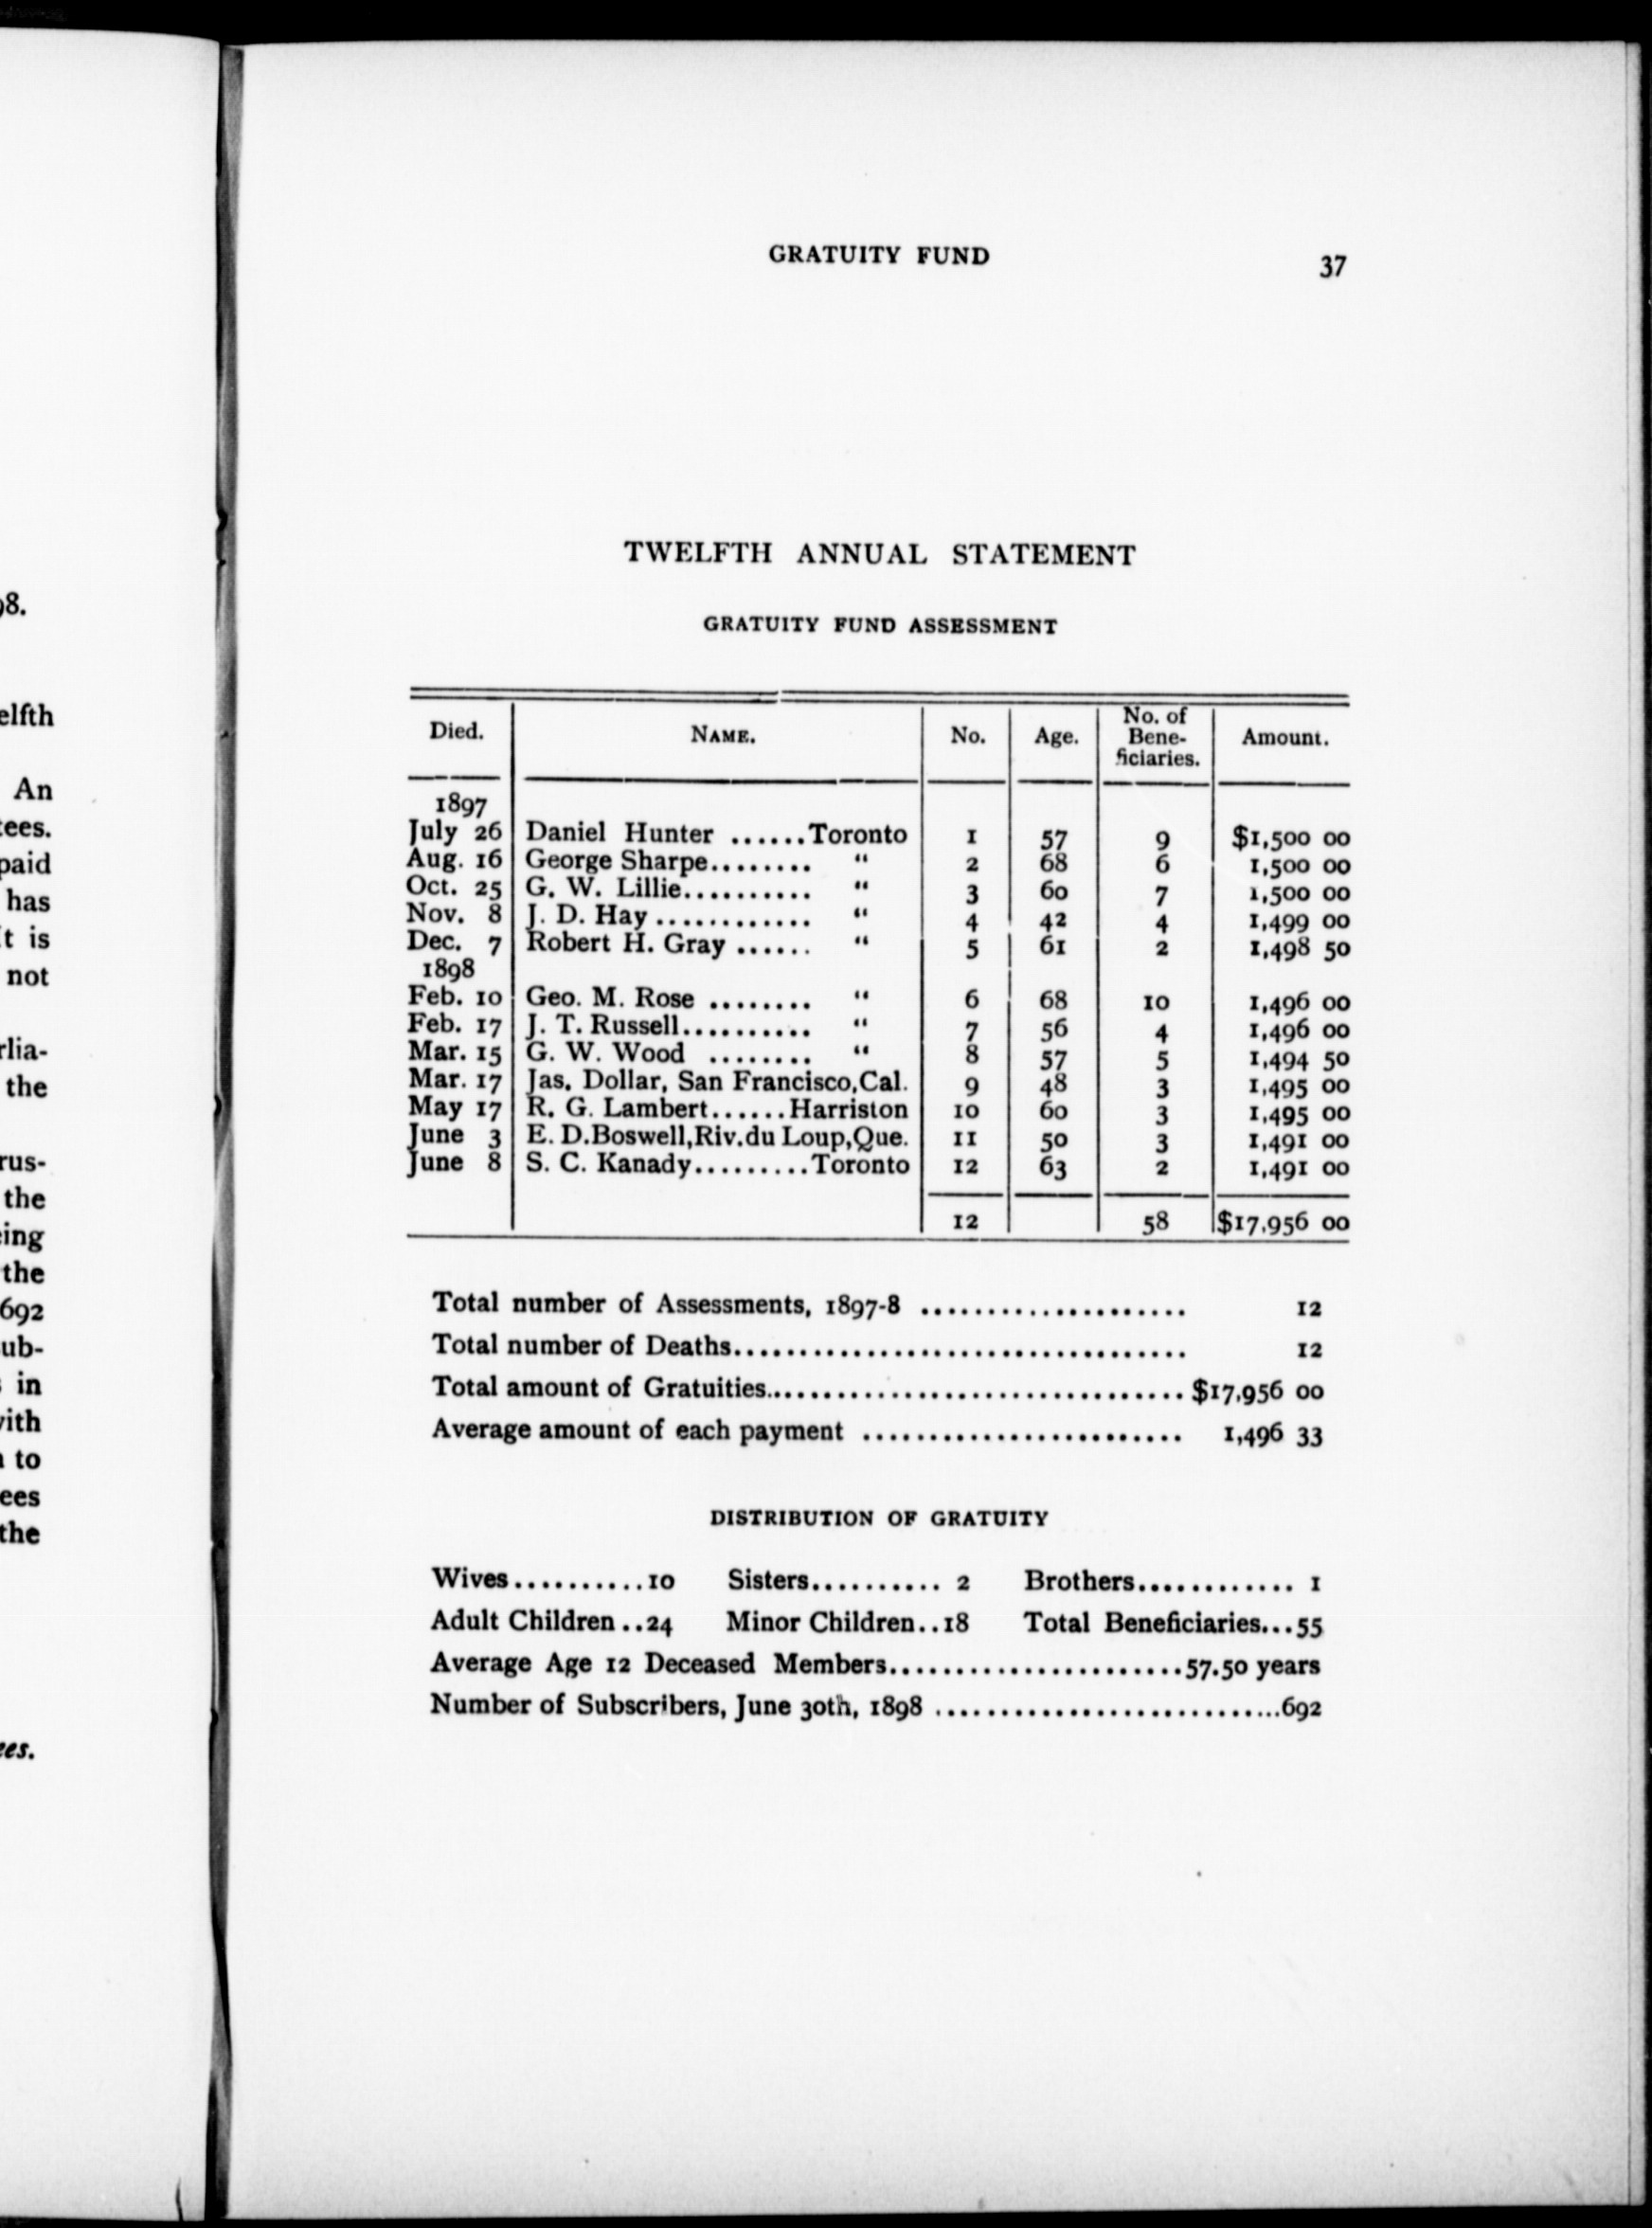 98.
elfth
An
tees.
paid
has
It is
not
rlia-
the
rus-
the
eing
the
692
ub-
s in
with
n to
ees
the
ees.
GRATUITY FUND 37
TWELFTH ANNUAL STATEMENT
GRATUITY FUND ASSESSMENT
Died. NAME. No. Age. No. of Bene- ficiaries. Amount.
1897
July 26 Daniel Hunter ......Toronto 1 57 9 $1,500 00
Aug. 16 George Sharpe........ “ 2 68 6 1,500 00
Oct. 25 G. W. Lillie.......... “ 3 60 7 1,500 00
Nov. 8 J. D. Hay ............ “ 4 42 4 1,499 00
Dec. 7 Robert H. Gray ...... “ 5 61 2 1,498 50
1898
Feb. 10 Geo. M. Rose ........ “ 6 68 10 1,496 00
Feb. 17 J. T. Russell.......... “ 7 56 4 1,496 00
Mar. 15 G. W. Wood ........ “ 8 57 5 1,494 50
Mar. 17 Jas. Dollar, San Francisco,Cal. 9 48 3 1,495 00
May 17 R. G. Lambert......Harriston 10 60 3 1,495 00
June 3 E. D.Boswell,Riv.du Loup,Que. 11 50 3 1,491 00
June 8 S. C. Kanady.........Toronto 12 63 2 1,491 00
12 58 $17,956 00
Total number of Assessments, 1897-8 .................... 12
Total number of Deaths.................................. 12
Total amount of Gratuities................................ $17,956 00
Average amount of each payment ........................ 1,496 33
DISTRIBUTION OF GRATUITY
Wives..........10 Sisters.......... 2 Brothers............ 1
Adult Children ..24 Minor Children..18 Total Beneficiaries...55
Average Age 12 Deceased Members......................57.50 years
Number of Subscribers, June 30th, 1898 ..........................692